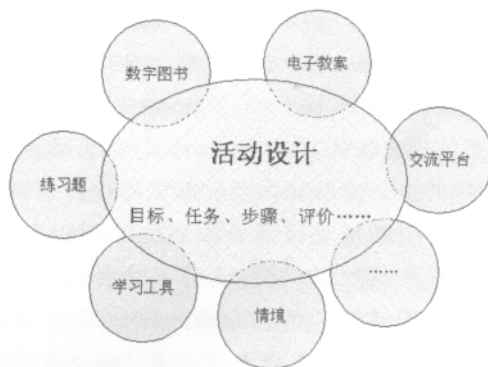 数字图书
电子教案
活动设计
交流平台
练习题
目标、任务、步骤、评价……
……
学习工具
情境